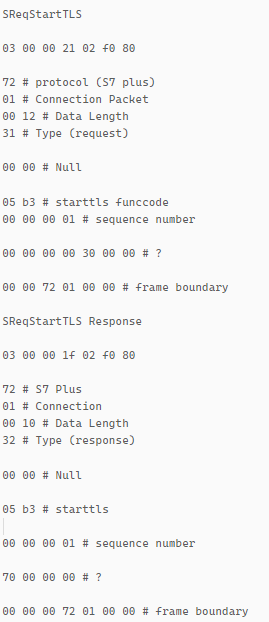 SReqStartTLS
03 00 00 21 02 f0 80
72 # protocol (S7 plus)
01 # Connection Packet
00 12 # Data Length
31 # Type (request)
00 00 # Null
05 b3 # starttls funccode
00 00 00 01 # sequence number
00 00 00 00 30 00 00 # ?
00 00 72 01 00 00 # frame boundary
SReqStartTLS Response
03 00 00 1f 02 f0 80
72 # S7 Plus
01 # Connection
00 10 # Data Length
32 # Type (response)
00 00 # Null
05 b3 # starttls
00 00 00 01 # sequence number
70 00 00 00 # ?
00 00 00 72 01 00 00 # frame boundary